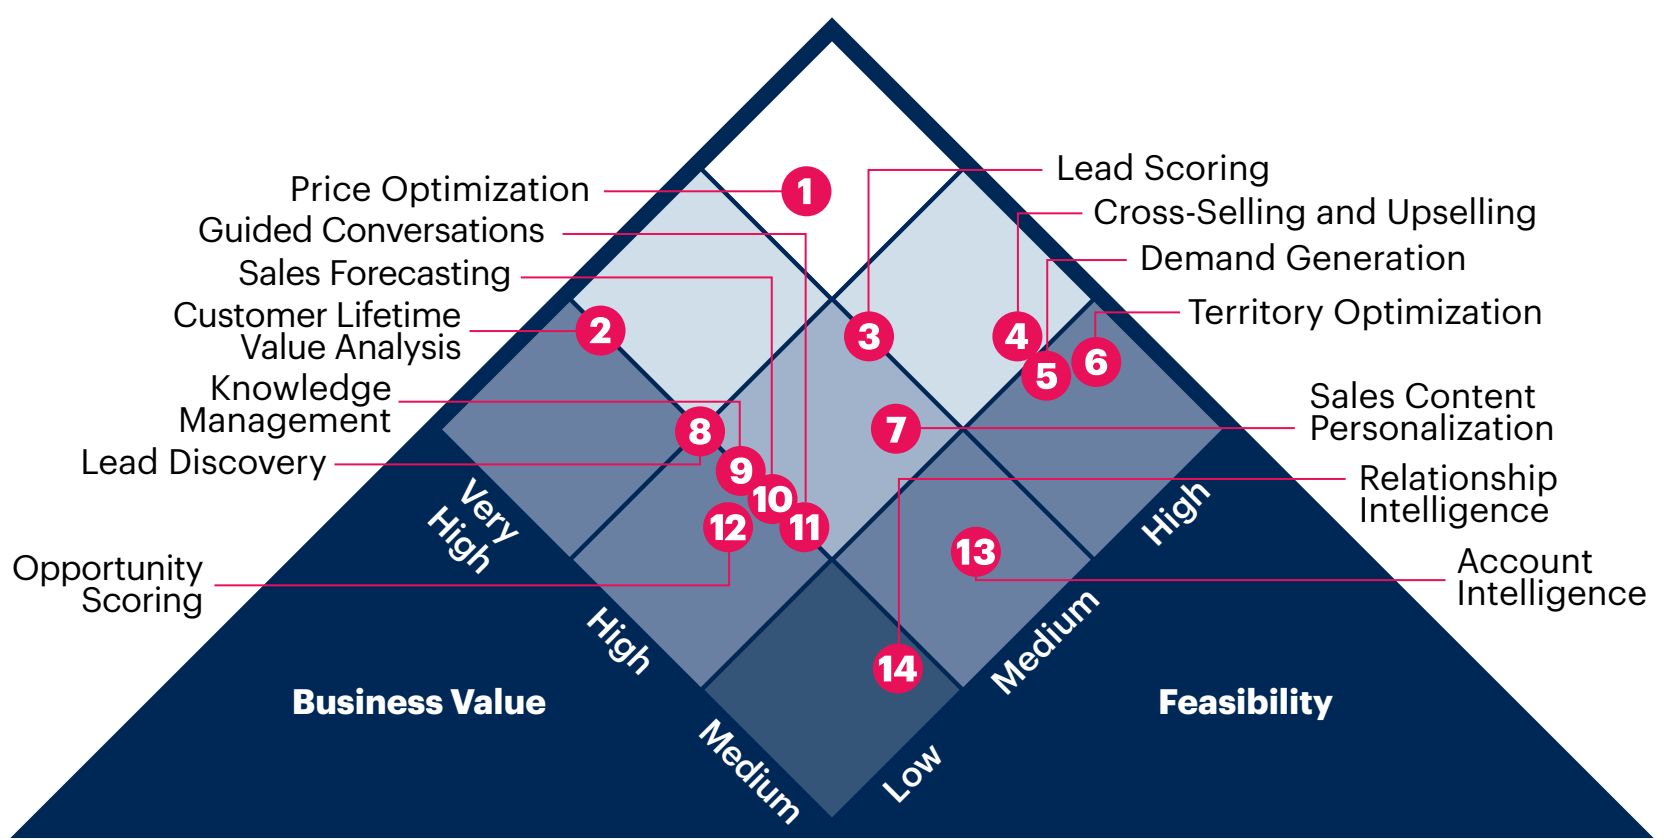 Price Optimization
Guided Conversations
Sales Forecasting
Customer Lifetime
Value Analysis
Knowledge
Management
Lead Discovery
Opportunity
Scoring
Lead Scoring
Cross-Selling and Upselling
Demand Generation
Territory Optimization
Sales Content
Personalization
Relationship
Intelligence
Account
Intelligence
1
2
3
4
5
6
7
8
9
10
11
12
13
14
Very
High
High
Medium
High
Medium
Low
Business Value
Feasibility